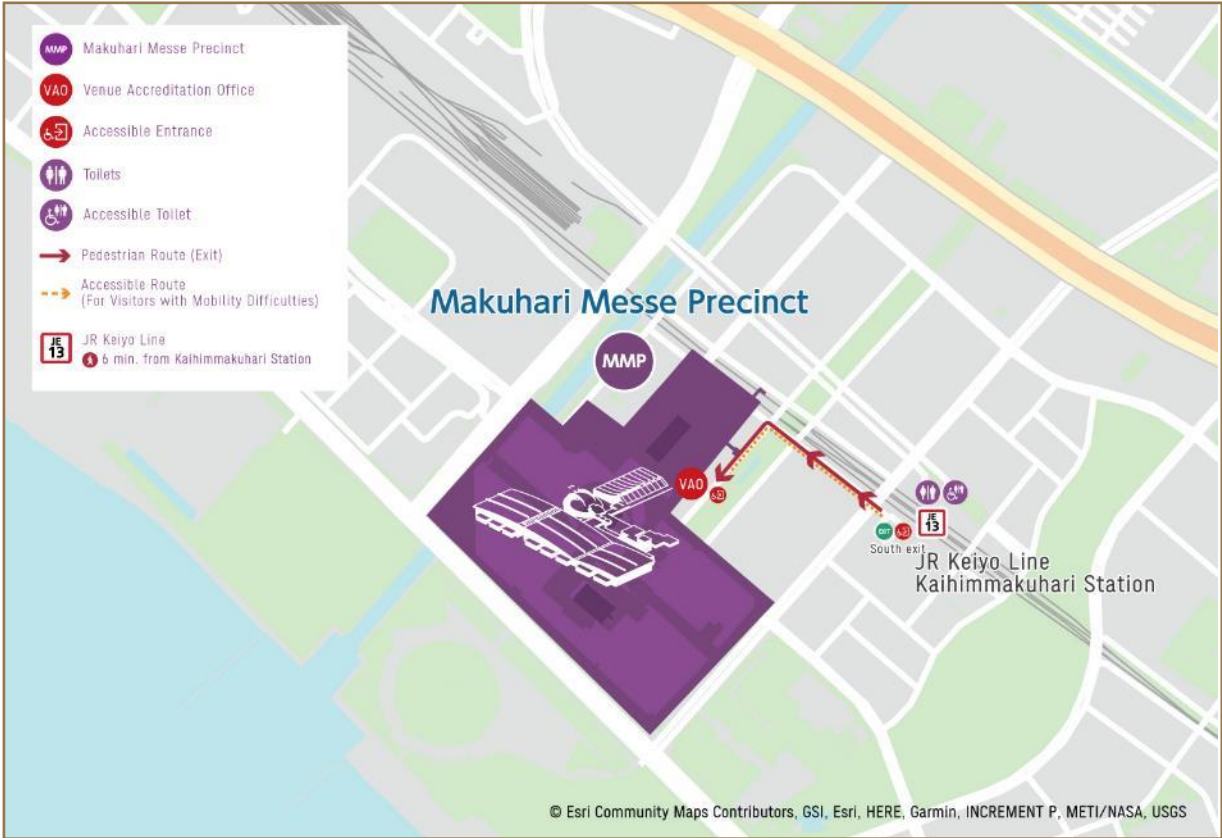 MMP Makuhari Messe Precinct
VAO Venue Accreditation Office
Accessible Entrance
Toilets
Accessible Toilet
Pedestrian Route (Exit)
Accessible Route
(For Visitors with Mobility Difficulties)
JE
13
JR Keiyo Line
6 min. from Kaihimmakuhari Station
Makuhari Messe Precinct
MMP
VAO
JE
13
EXIT
South exit
JR Keiyo Line
Kaihimmakuhari Station
© Esri Community Maps Contributors, GSI, Esri, HERE, Garmin, INCREMENT P, METI/NASA, USGS